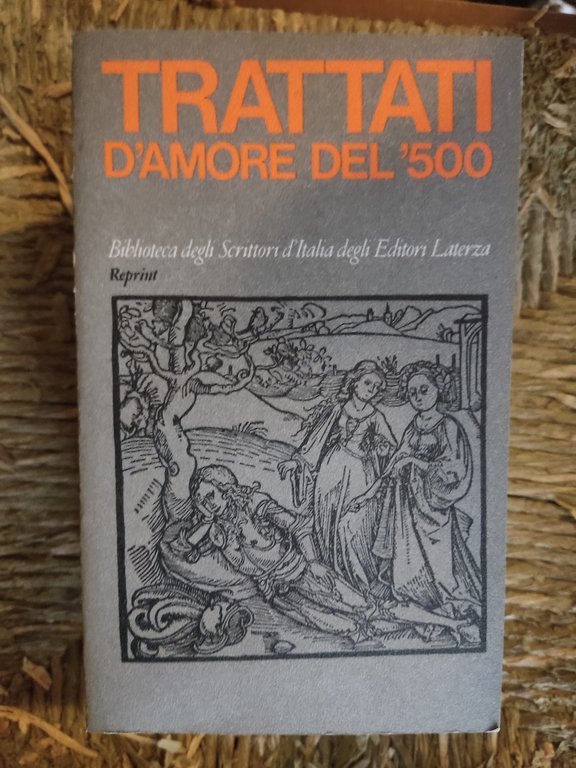 TRATTATI
D'AMORE DEL '500
Biblioteca degli Scrittori d'Italia degli Editori Laterza
Reprint